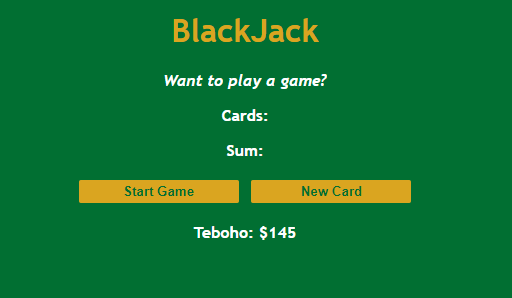 BlackJack
Want to play a game?
Cards:
Sum:
Start Game New Card
Teboho: $145